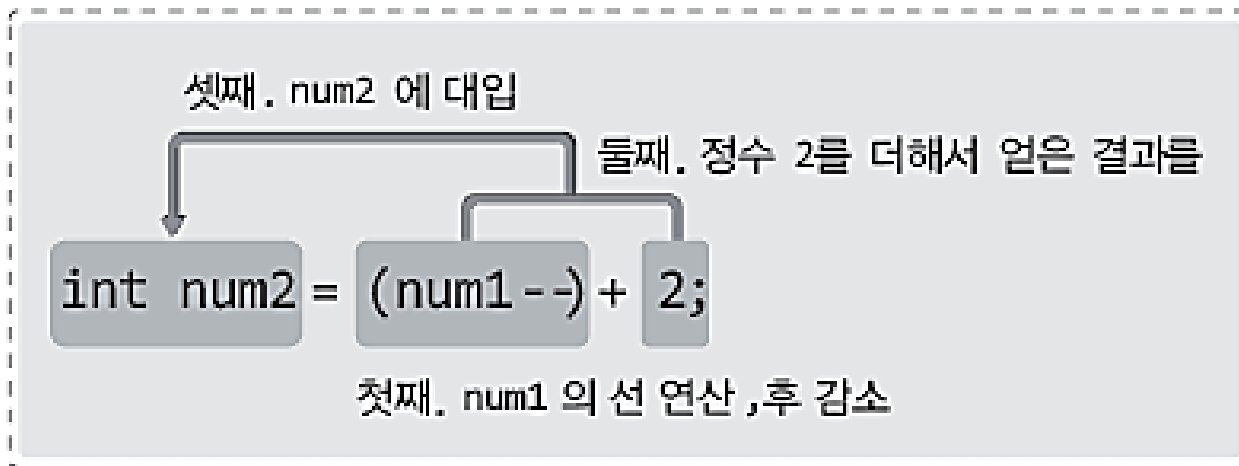 셋째. num2 에 대입
둘째. 정수 2를 더해서 얻은 결과를
int num2 = (num1--) + 2;
첫째. num1 의 선 연산 ,후 감소